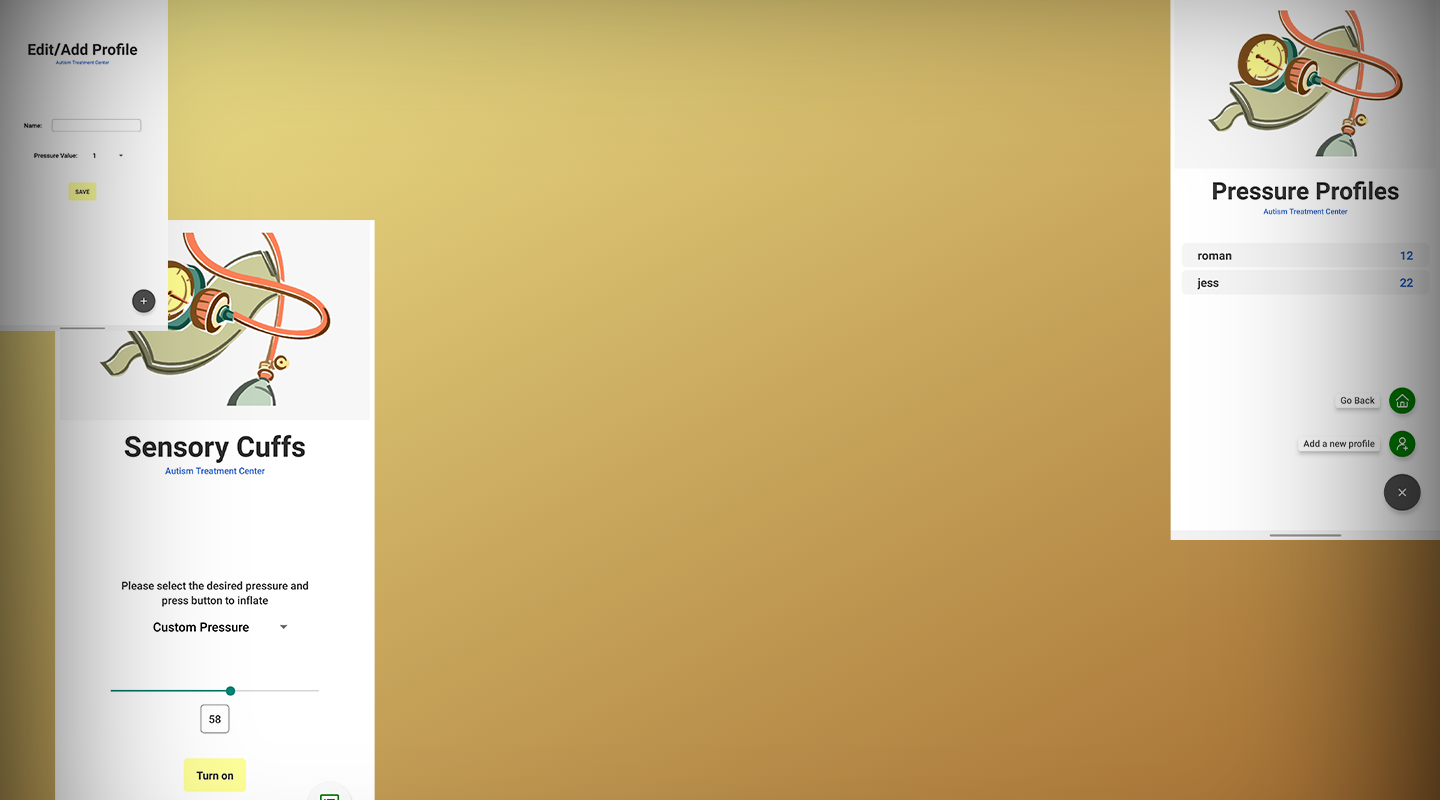 Edit/Add Profile
Autism Treatment Center
Name:
Pressure Value: 1
SAVE
Sensory Cuffs
Autism Treatment Center
Please select the desired pressure and
press button to inflate
Custom Pressure
58
Turn on
Pressure Profiles
Autism Treatment Center
roman 12
jess 22
Go Back
Add a new profile